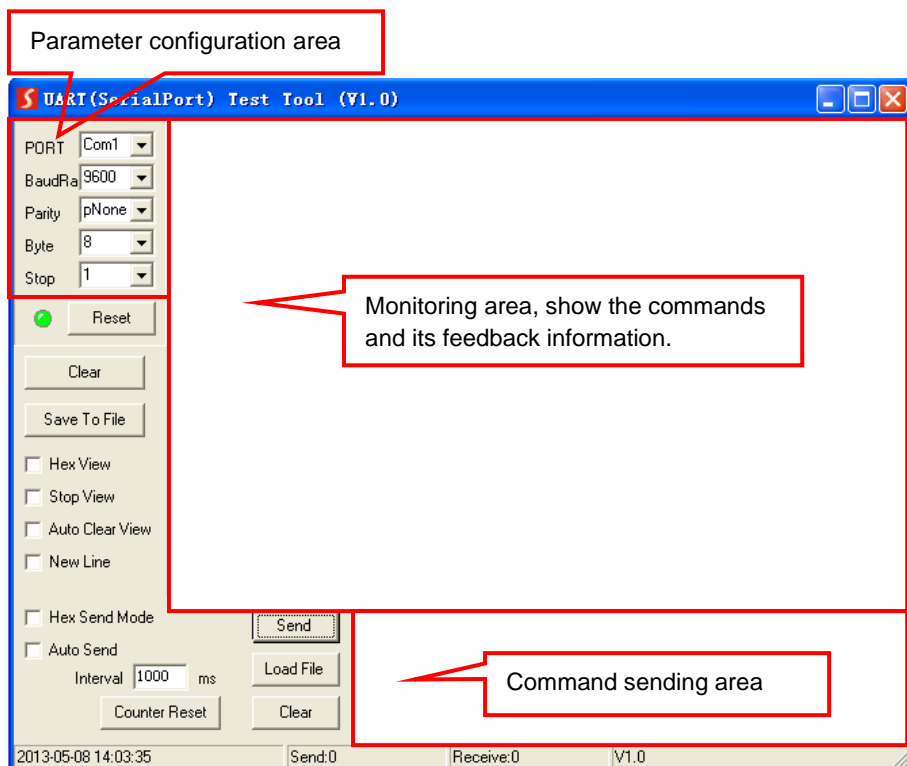 Parameter configuration area
UART(SerialPort) Test Tool (V1.0)
PORT Com1
BaudRa 9600
Parity pNone
Byte 8
Stop 1
Reset
Monitoring area, show the commands
and its feedback information.
Clear
Save To File
Hex View
Stop View
Auto Clear View
New Line
Hex Send Mode
Send
Auto Send
Interval 1000 ms
Load File
Command sending area
Counter Reset
Clear
2013-05-08 14:03:35 Send:0 Receive:0 V1.0